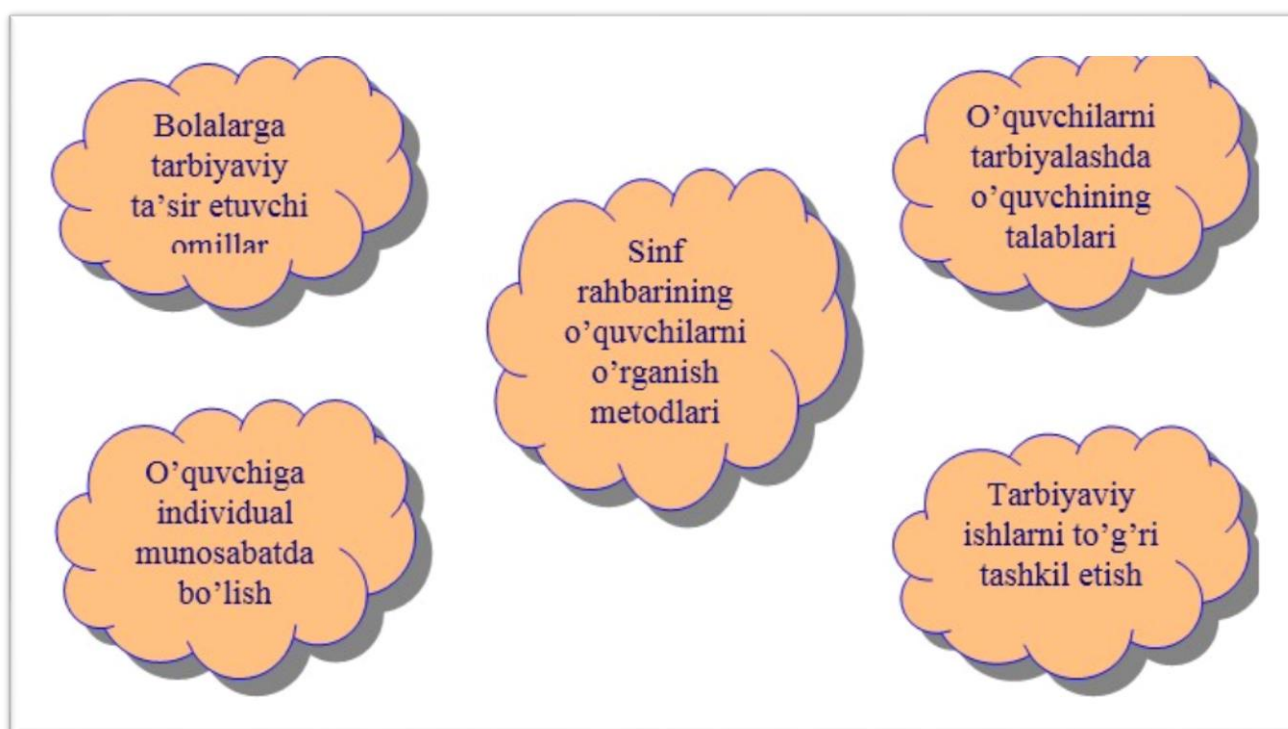 Bolalarga
tarbiyaviy
ta’sir etuvchi
omillar
O’quvchilarni
tarbiyalashda
o’quvchining
talablari
Sinf
rahbarining
o’quvchilarni
o’rganish
metodlari
O’quvchiga
individual
munosabatda
bo’lish
Tarbiyaviy
ishlarni to’g’ri
tashkil etish